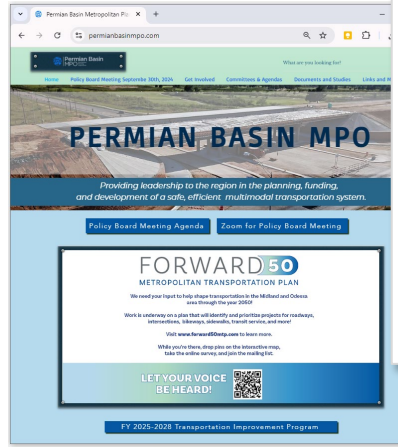 Permian Basin Metropolitan Pla
permianbasinmpo.com
Permian Basin
MPO
What are you looking for?
Home Policy Board Meeting Septembe 30th, 2024 Get Involved Committees & Agendas Documents and Studies Links and M
PERMIAN BASIN MPO
Providing leadership to the region in the planning, funding,
and development of a safe, efficient multimodal transportation system.
Policy Board Meeting Agenda Zoom for Policy Board Meeting
FORWARD 50
METROPOLITAN TRANSPORTATION PLAN
We need your input to help shape transportation in the Midland and Odessa
area through the year 2050!
Work is underway on a plan that will identify and prioritize projects for roadways,
intersections, bikeways, sidewalks, transit service, and more!
Visit www.forward50mtp.com to learn more.
While you're there, drop pins on the interactive map,
take the online survey, and join the mailing list.
LET YOUR VOICE
BE HEARD!
FY 2025-2028 Transportation Improvement Program